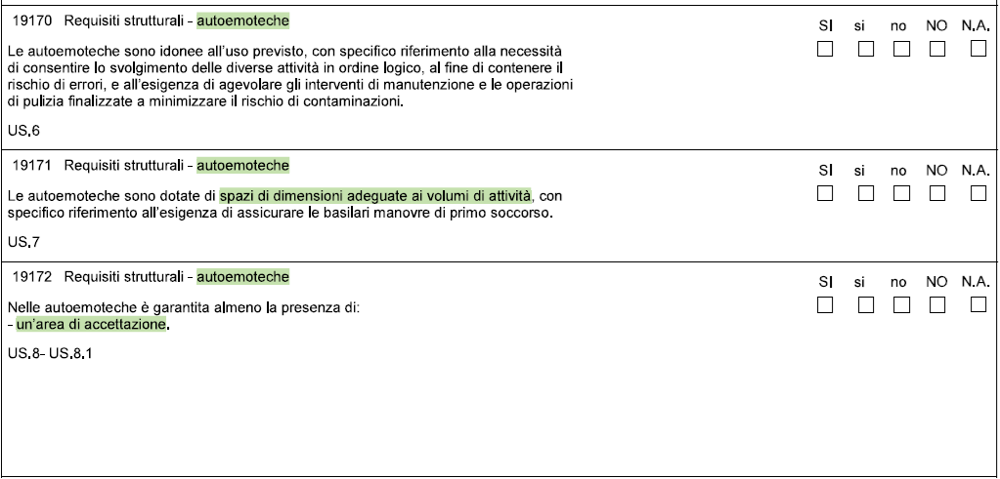 19170 Requisiti strutturali - autoemoteche
SI si no NO N.A.
Le autoemoteche sono idonee all'uso previsto, con specifico riferimento alla necessità
di consentire lo svolgimento delle diverse attività in ordine logico, al fine di contenere il
rischio di errori, e all'esigenza di agevolare gli interventi di manutenzione e le operazioni
di pulizia finalizzate a minimizzare il rischio di contaminazioni.
US.6
19171 Requisiti strutturali - autoemoteche
SI si no NO N.A.
Le autoemoteche sono dotate di spazi di dimensioni adeguate ai volumi di attività, con
specifico riferimento all'esigenza di assicurare le basilari manovre di primo soccorso.
US.7
19172 Requisiti strutturali - autoemoteche
SI si no NO N.A.
Nelle autoemoteche è garantita almeno la presenza di:
- un'area di accettazione.
US.8- US.8.1